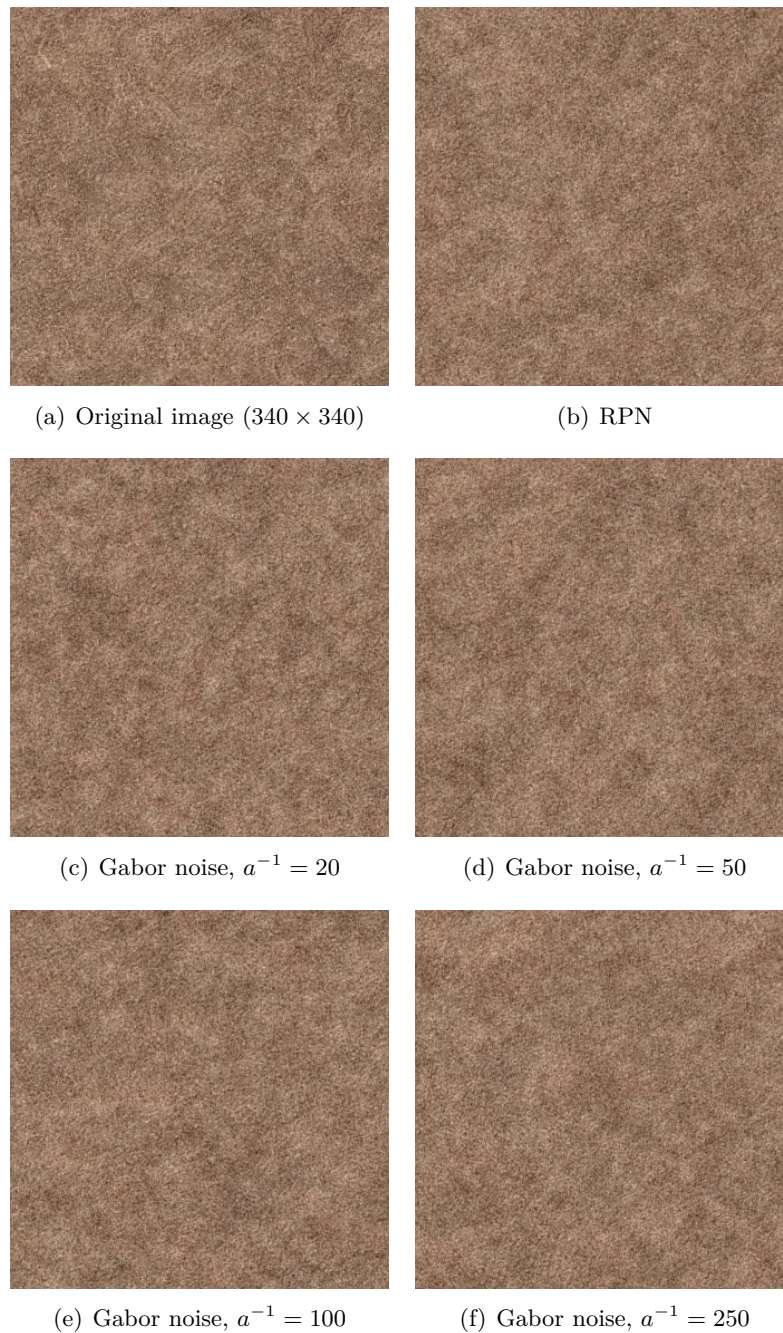 (a) Original image (340 × 340)
(b) RPN
(c) Gabor noise, a⁻¹ = 20
(d) Gabor noise, a⁻¹ = 50
(e) Gabor noise, a⁻¹ = 100
(f) Gabor noise, a⁻¹ = 250